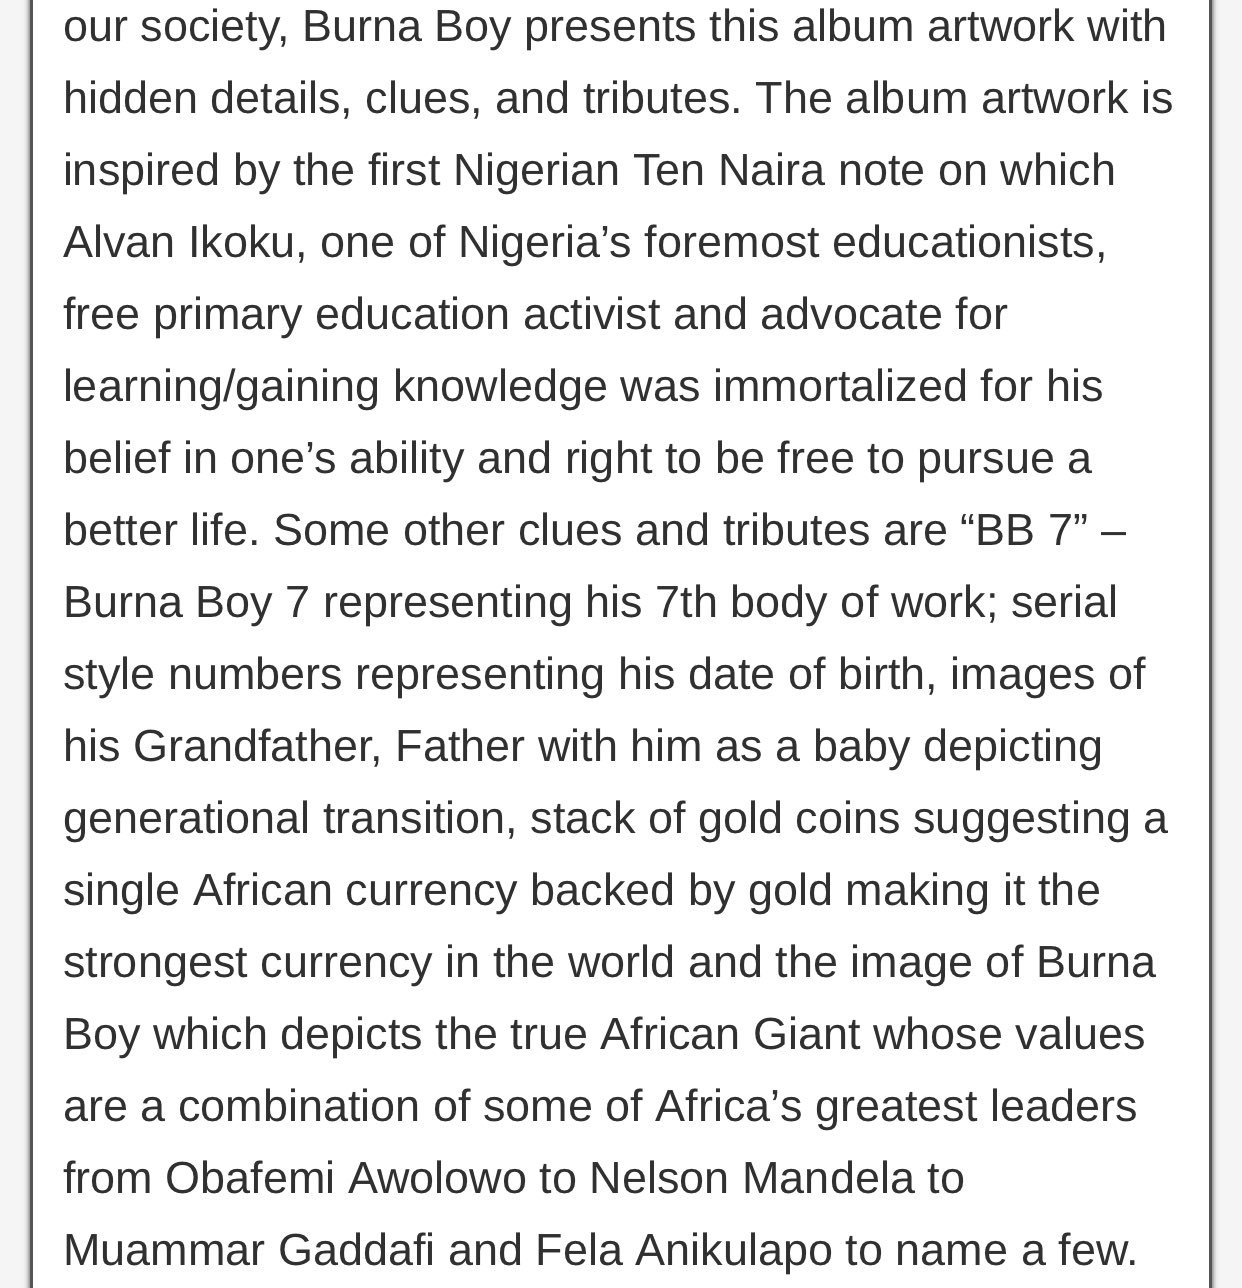 our society, Burna Boy presents this album artwork with
hidden details, clues, and tributes. The album artwork is
inspired by the first Nigerian Ten Naira note on which
Alvan Ikoku, one of Nigeria’s foremost educationists,
free primary education activist and advocate for
learning/gaining knowledge was immortalized for his
belief in one’s ability and right to be free to pursue a
better life. Some other clues and tributes are “BB 7” –
Burna Boy 7 representing his 7th body of work; serial
style numbers representing his date of birth, images of
his Grandfather, Father with him as a baby depicting
generational transition, stack of gold coins suggesting a
single African currency backed by gold making it the
strongest currency in the world and the image of Burna
Boy which depicts the true African Giant whose values
are a combination of some of Africa’s greatest leaders
from Obafemi Awolowo to Nelson Mandela to
Muammar Gaddafi and Fela Anikulapo to name a few.